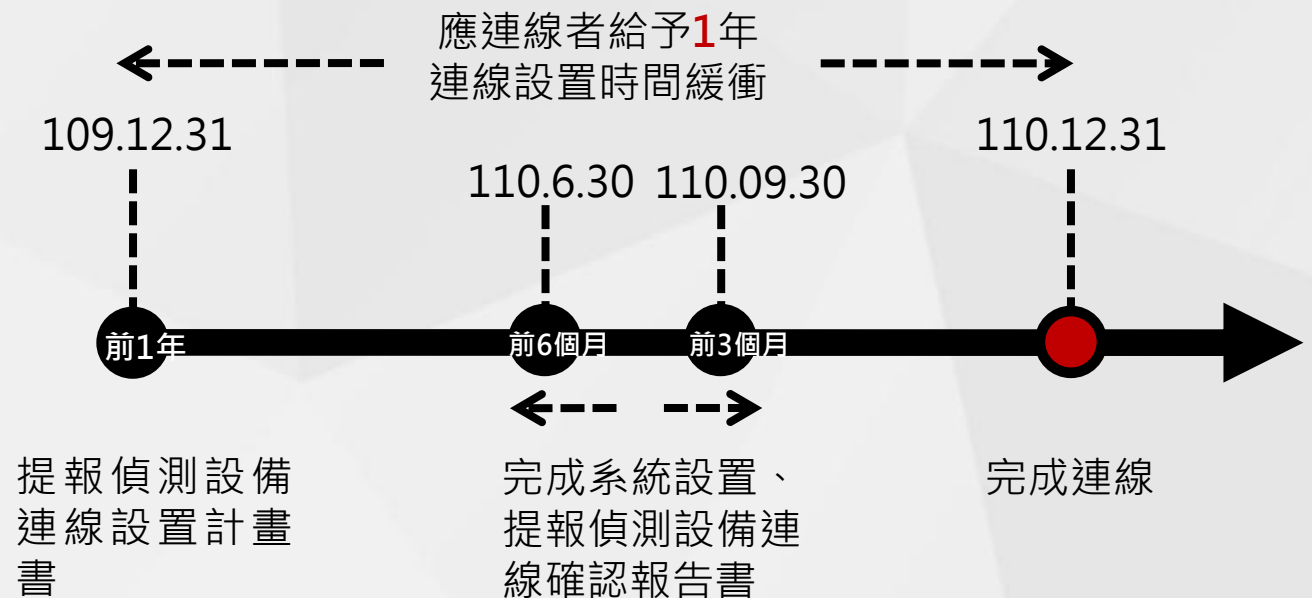 應連線者給予1年
連線設置時間緩衝
109.12.31
110.12.31
110.6.30
110.09.30
前1年
前6個月
前3個月
提報偵測設備
連線設置計畫
書
完成系統設置、
提報偵測設備連
線確認報告書
完成連線